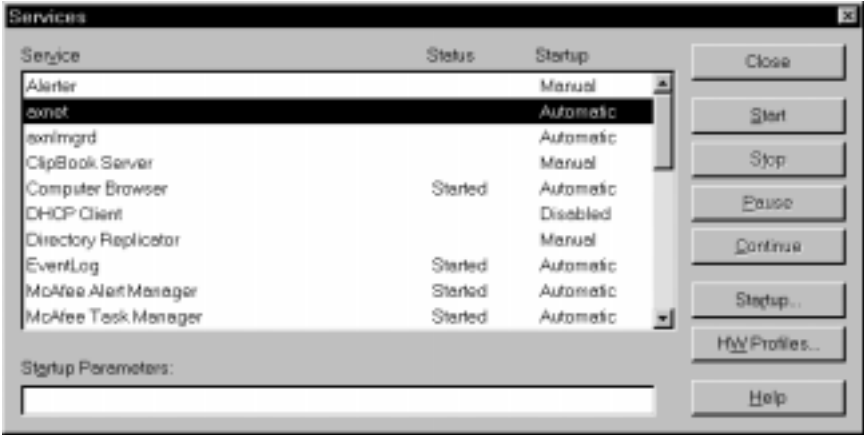 Services
Service Status Startup
Alerter Manual
axnet Automatic
axnlmgrd Automatic
ClipBook Server Manual
Computer Browser Started Automatic
DHCP Client Disabled
Directory Replicator Manual
EventLog Started Automatic
McAfee Alert Manager Started Automatic
McAfee Task Manager Started Automatic
Startup Parameters:
Close
Start
Stop
Pause
Continue
Startup...
HW Profiles...
Help